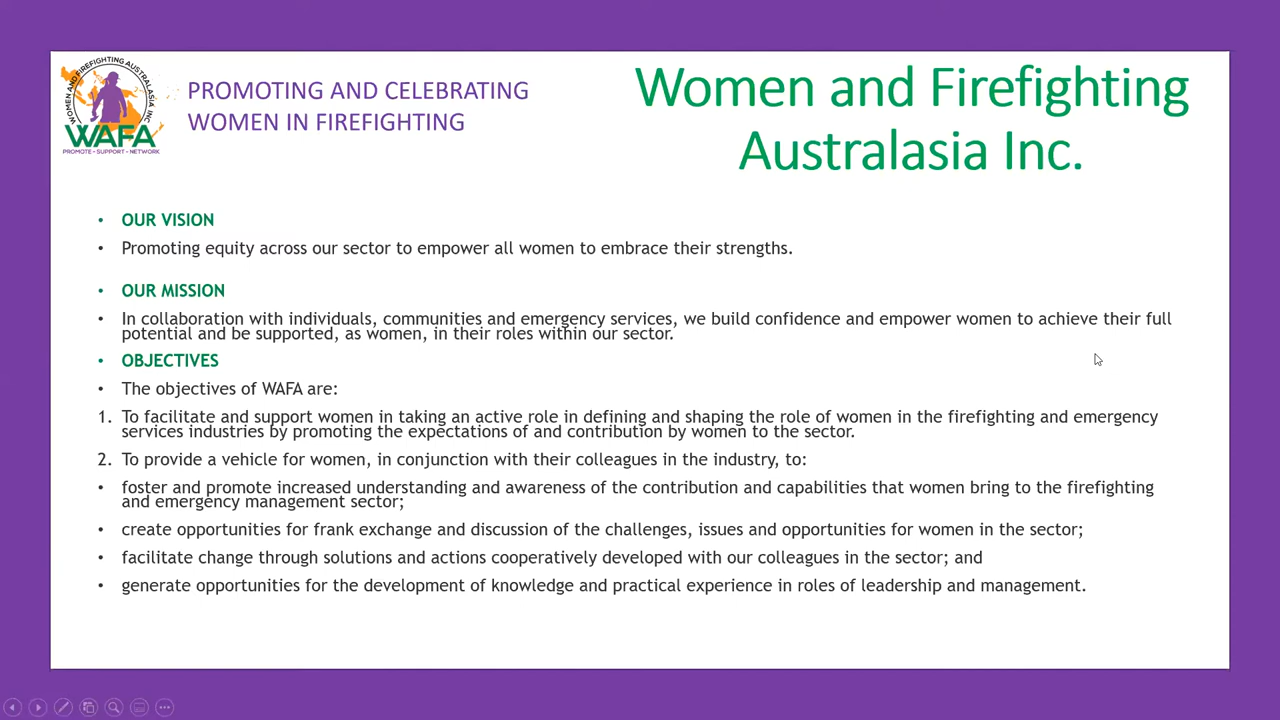 WOMEN AND FIREFIGHTING AUSTRALASIA INC
WAFA
PROMOTE • SUPPORT • NETWORK
PROMOTING AND CELEBRATING
WOMEN IN FIREFIGHTING
Women and Firefighting
Australasia Inc.
• OUR VISION
• Promoting equity across our sector to empower all women to embrace their strengths.
• OUR MISSION
• In collaboration with individuals, communities and emergency services, we build confidence and empower women to achieve their full
potential and be supported, as women, in their roles within our sector.
• OBJECTIVES
• The objectives of WAFA are:
1. To facilitate and support women in taking an active role in defining and shaping the role of women in the firefighting and emergency
services industries by promoting the expectations of and contribution by women to the sector.
2. To provide a vehicle for women, in conjunction with their colleagues in the industry, to:
• foster and promote increased understanding and awareness of the contribution and capabilities that women bring to the firefighting
and emergency management sector;
• create opportunities for frank exchange and discussion of the challenges, issues and opportunities for women in the sector;
• facilitate change through solutions and actions cooperatively developed with our colleagues in the sector; and
• generate opportunities for the development of knowledge and practical experience in roles of leadership and management.